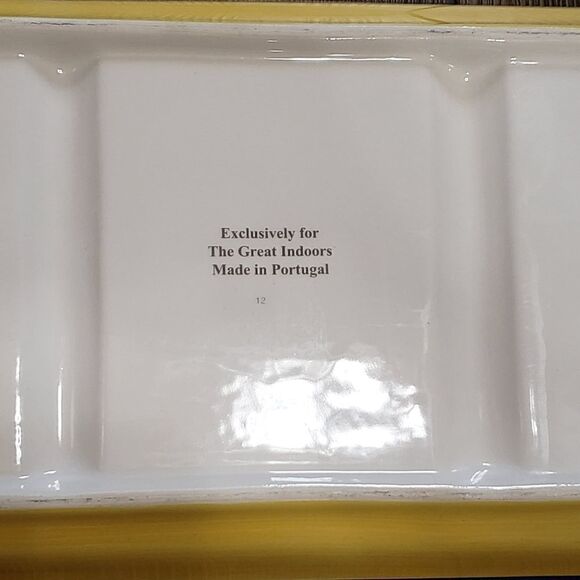 Exclusively for
The Great Indoors
Made in Portugal
12